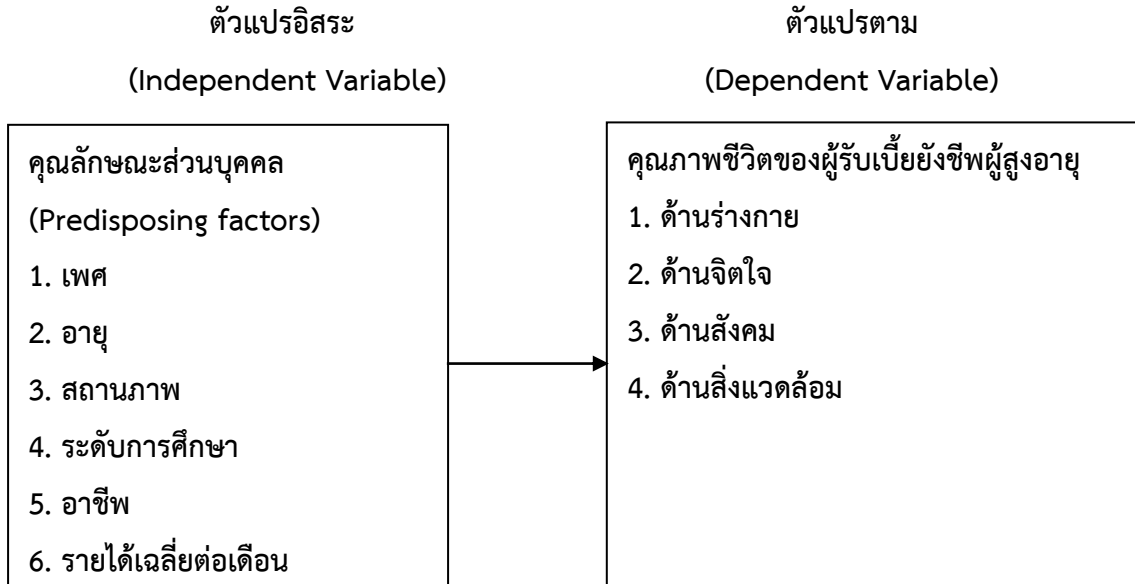 ตัวแปรอิสระ
(Independent Variable)
คุณลักษณะส่วนบุคคล
(Predisposing factors)
1. เพศ
2. อายุ
3. สถานภาพ
4. ระดับการศึกษา
5. อาชีพ
6. รายได้เฉลี่ยต่อเดือน
ตัวแปรตาม
(Dependent Variable)
คุณภาพชีวิตของผู้รับเบี้ยยังชีพผู้สูงอายุ
1. ด้านร่างกาย
2. ด้านจิตใจ
3. ด้านสังคม
4. ด้านสิ่งแวดล้อม